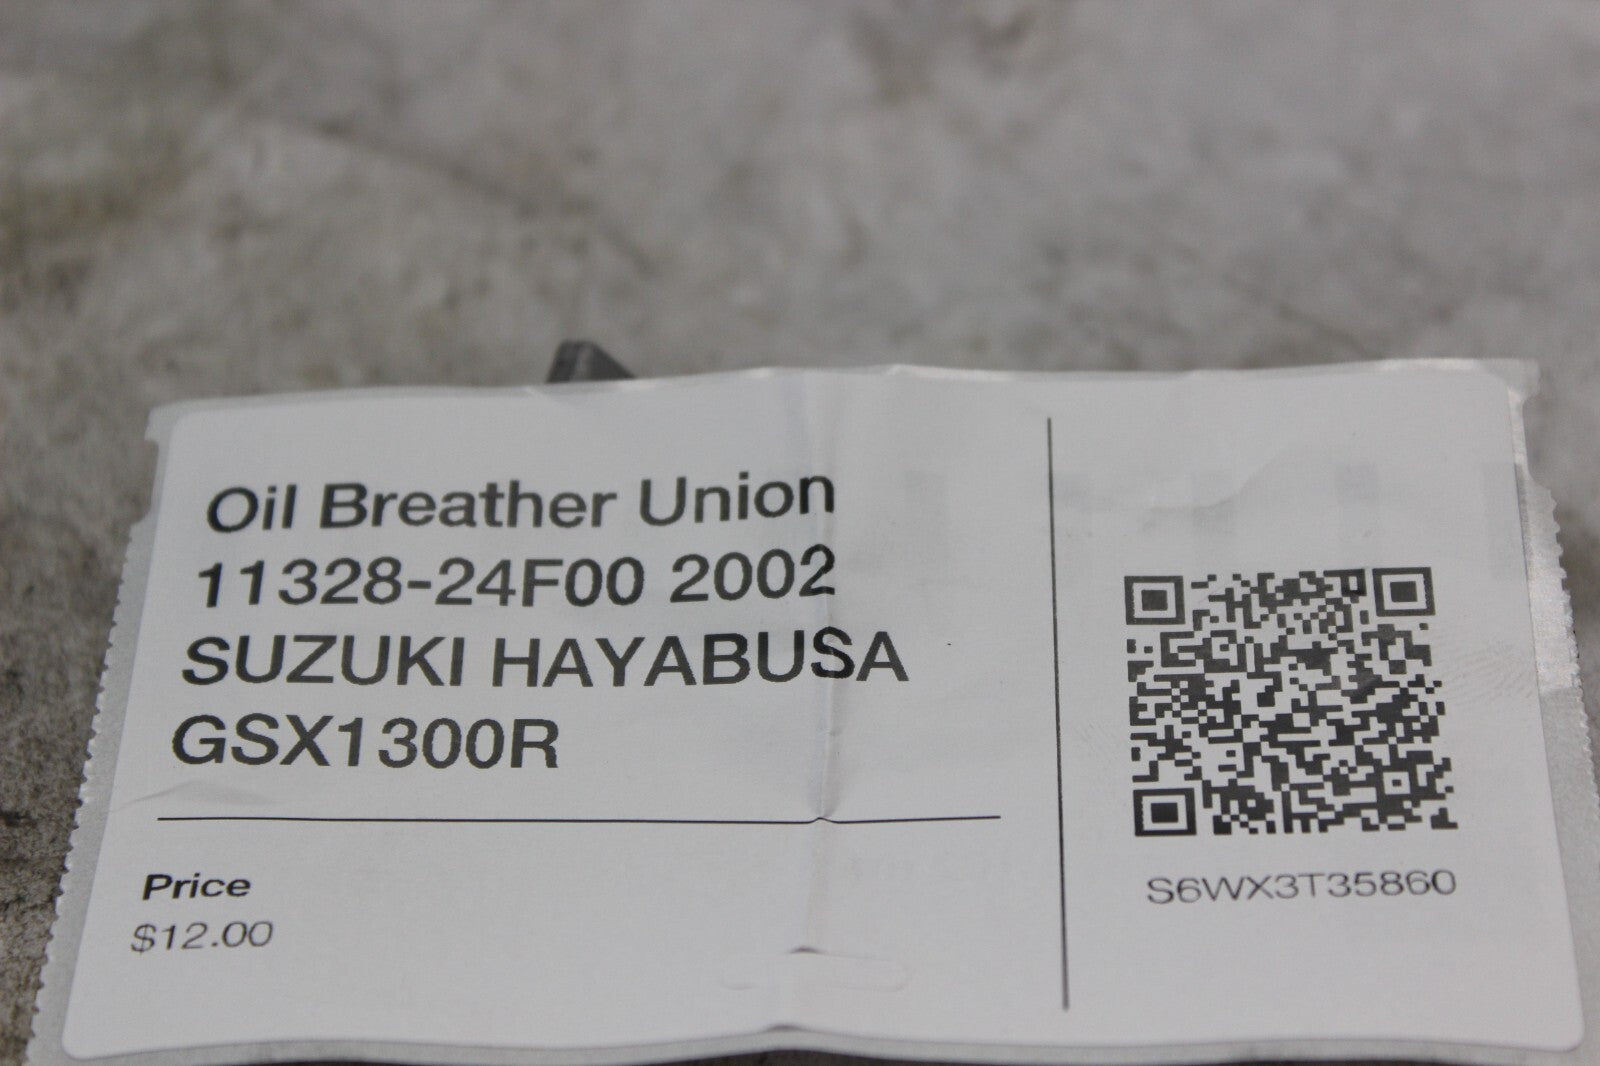 Oil Breather Union
11328-24F00 2002
SUZUKI HAYABUSA
GSX1300R
Price
$12.00
S6WX3T35860